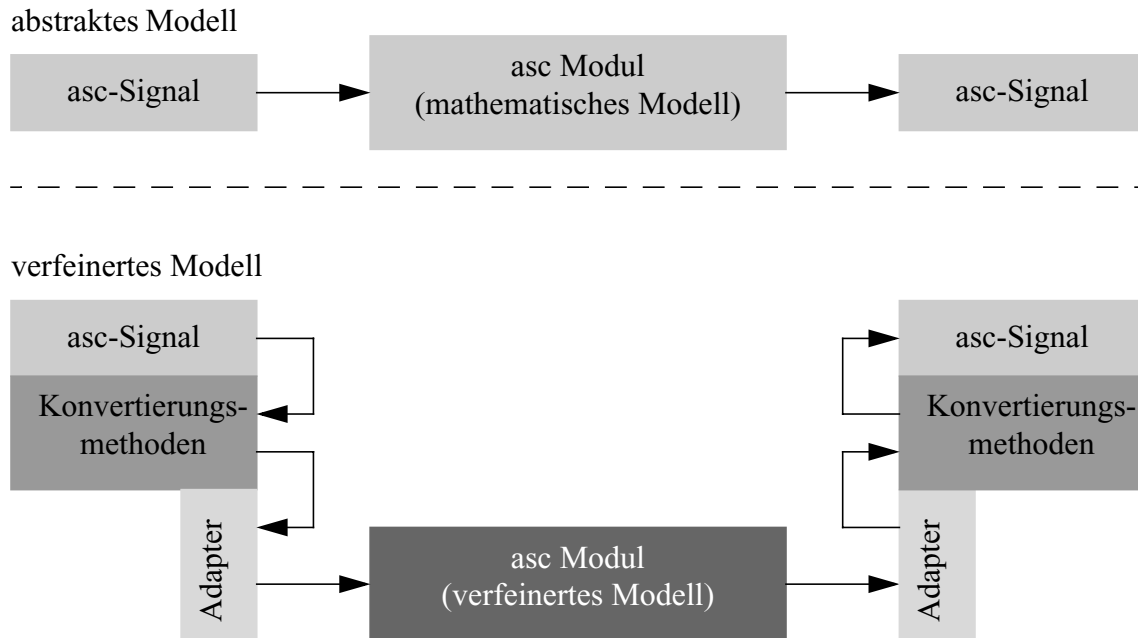 abstraktes Modell
asc-Signal
asc Modul
(mathematisches Modell)
asc-Signal
verfeinertes Modell
asc-Signal
Konvertierungs-
methoden
Adapter
asc Modul
(verfeinertes Modell)
asc-Signal
Konvertierungs-
methoden
Adapter